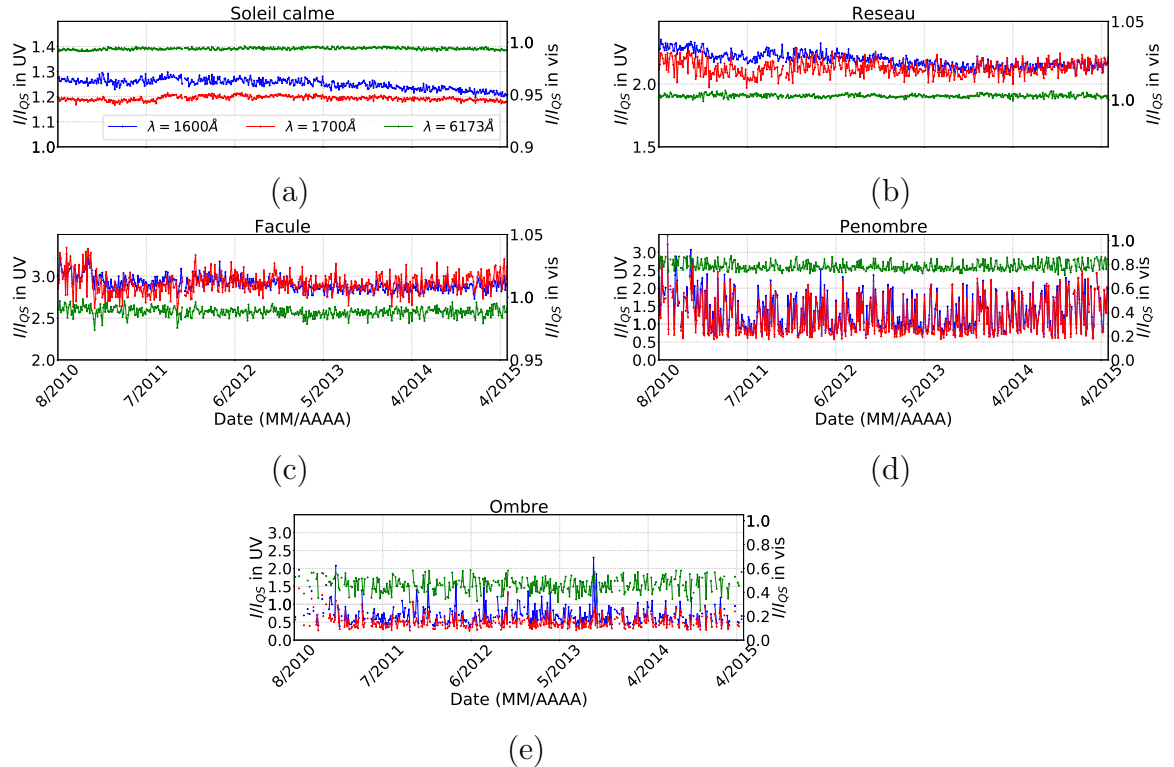 Soleil calme
1.4
1.3
1.2
1.1
1.0
I/I_QS in UV
1.00
0.95
0.9
I/I_QS in vis
λ = 1600Å
λ = 1700Å
λ = 6173Å
(a)
Reseau
2.0
1.5
I/I_QS in UV
1.05
1.0
I/I_QS in vis
(b)
Facule
3.0
2.5
2.0
I/I_QS in UV
1.05
1.00
0.95
I/I_QS in vis
8/2010
7/2011
6/2012
5/2013
4/2014
4/2015
Date (MM/AAAA)
(c)
Penombre
3.0
2.5
2.0
1.5
1.0
0.5
0.0
I/I_QS in UV
1.0
0.8
0.6
0.4
0.2
0.0
I/I_QS in vis
8/2010
7/2011
6/2012
5/2013
4/2014
4/2015
Date (MM/AAAA)
(d)
Ombre
3.0
2.5
2.0
1.5
1.0
0.5
0.0
I/I_QS in UV
1.0
0.8
0.6
0.4
0.2
0.0
I/I_QS in vis
8/2010
7/2011
6/2012
5/2013
4/2014
4/2015
Date (MM/AAAA)
(e)